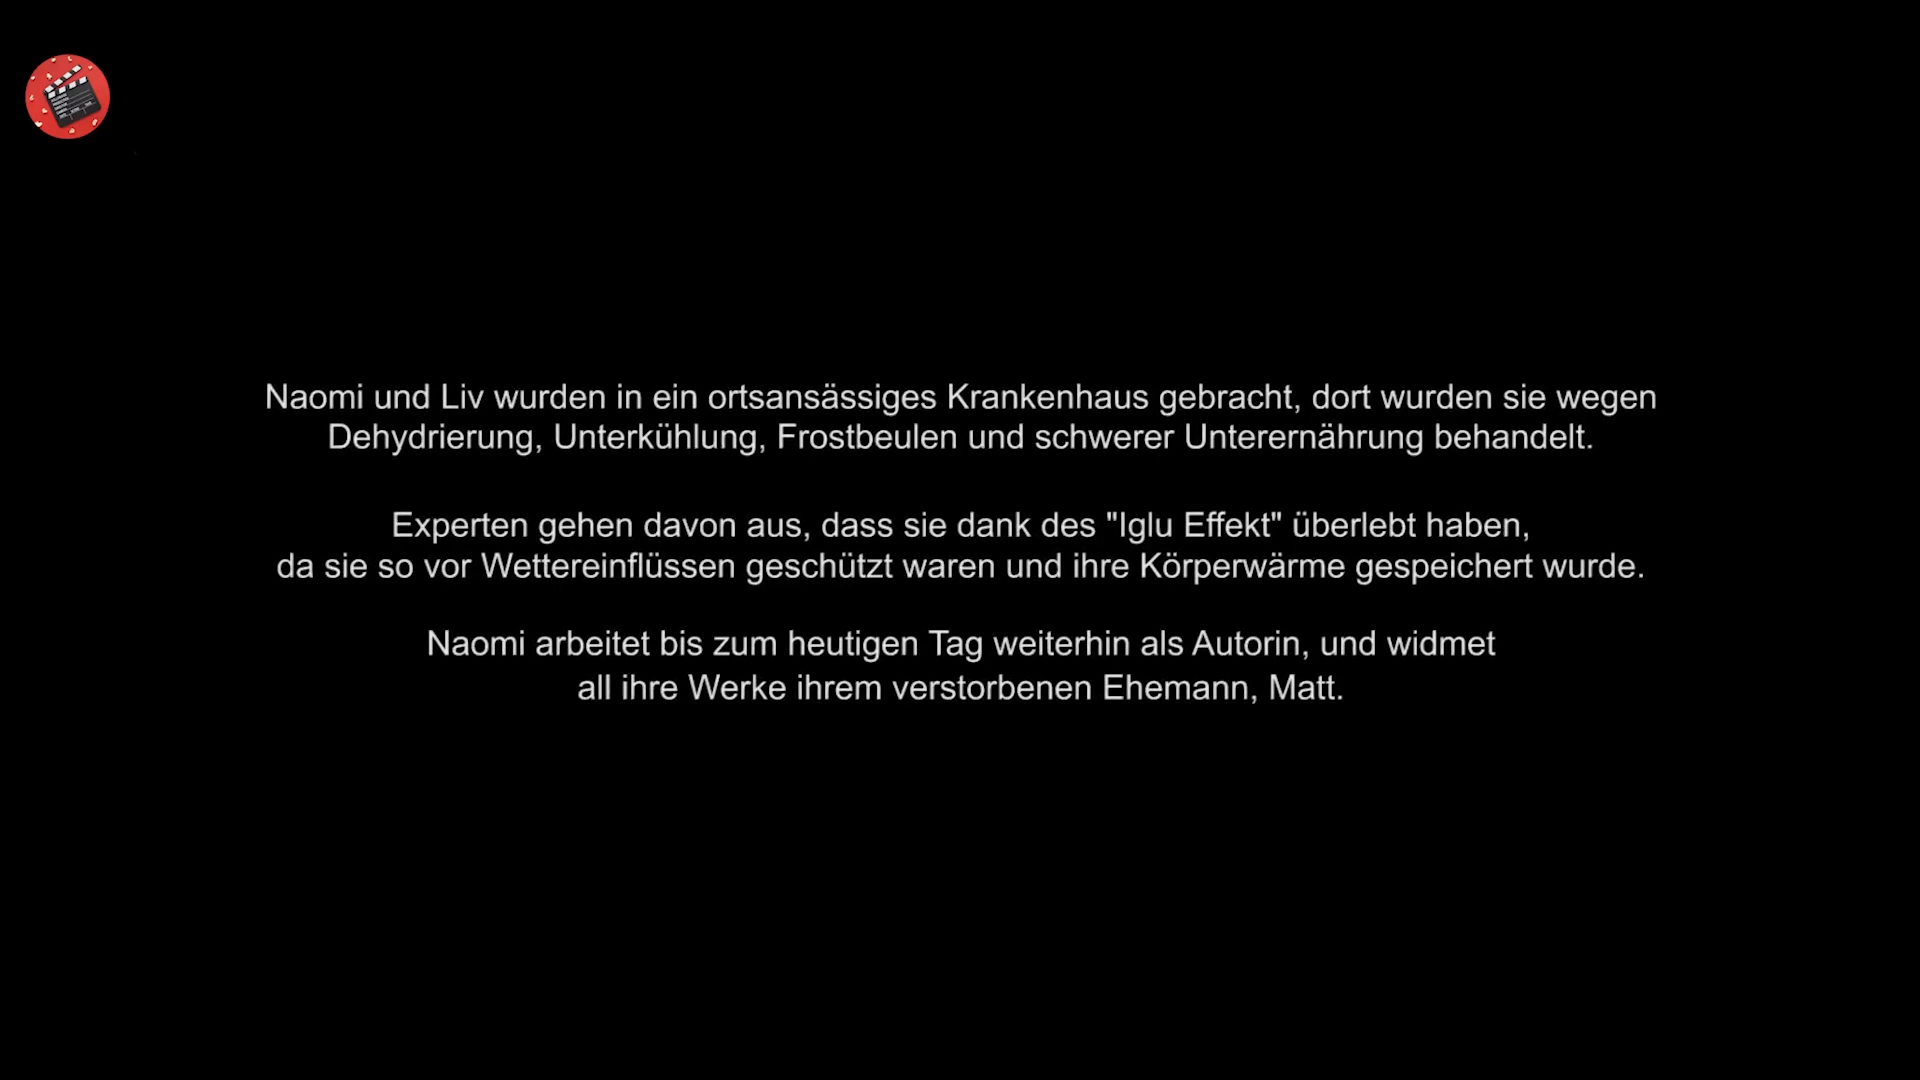 Naomi und Liv wurden in ein ortsansässiges Krankenhaus gebracht, dort wurden sie wegen
Dehydrierung, Unterkühlung, Frostbeulen und schwerer Unterernährung behandelt.
Experten gehen davon aus, dass sie dank des "Iglu Effekt" überlebt haben,
da sie so vor Wettereinflüssen geschützt waren und ihre Körperwärme gespeichert wurde.
Naomi arbeitet bis zum heutigen Tag weiterhin als Autorin, und widmet
all ihre Werke ihrem verstorbenen Ehemann, Matt.